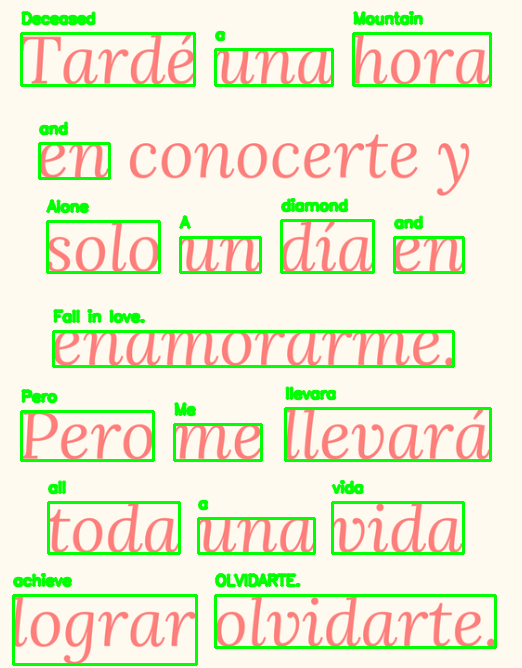 Deceased a Mountain
Tardé una hora
and
en conocerte y
Alone A diamond and
solo un día en
Fall in love.
enamorarme.
Pero Me llevara
Pero me llevará
all a vida
toda una vida
achieve OLVIDARTE.
lograr olvidarte.